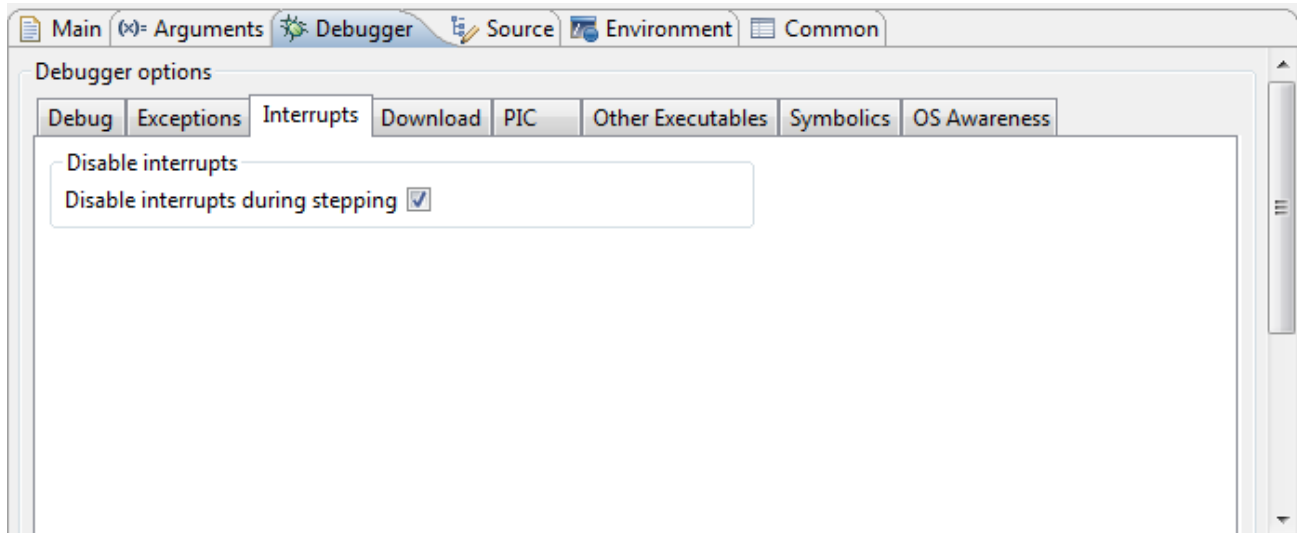 Main (x)= Arguments Debugger Source Environment Common
Debugger options
Debug Exceptions Interrupts Download PIC Other Executables Symbolics OS Awareness
Disable interrupts
Disable interrupts during stepping